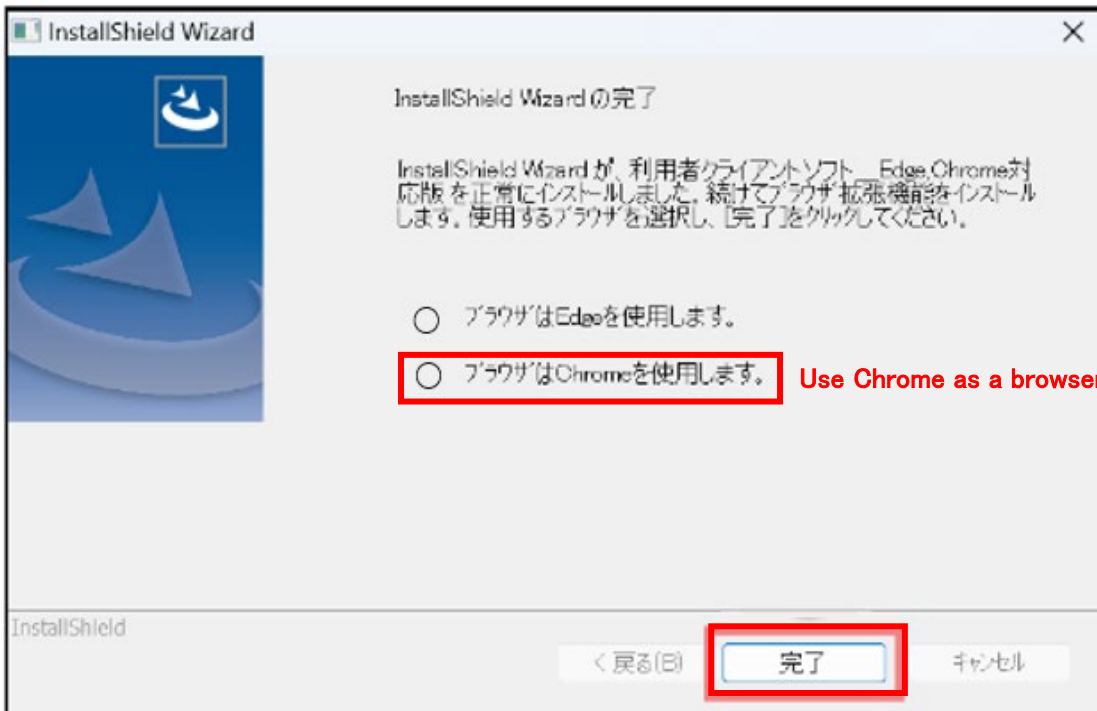 InstallShield Wizard
InstallShield Wizard の完了
InstallShield Wizard が、利用者クライアントソフト__Edge,Chrome対
応版 を正常にインストールしました。続けてブラウザ拡張機能をインストール
します。使用するブラウザを選択し、[完了]をクリックしてください。
ブラウザはEdgeを使用します。
ブラウザはChromeを使用します。
Use Chrome as a browser
InstallShield
< 戻る(B)
完了
キャンセル